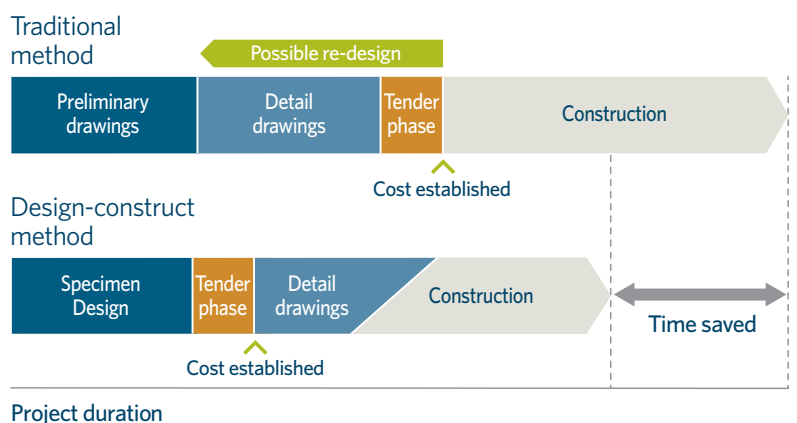 Traditional
method
Possible re-design
Preliminary
drawings
Detail
drawings
Tender
phase
Construction
Cost established
Design-construct
method
Specimen
Design
Tender
phase
Detail
drawings
Construction
Time saved
Cost established
Project duration